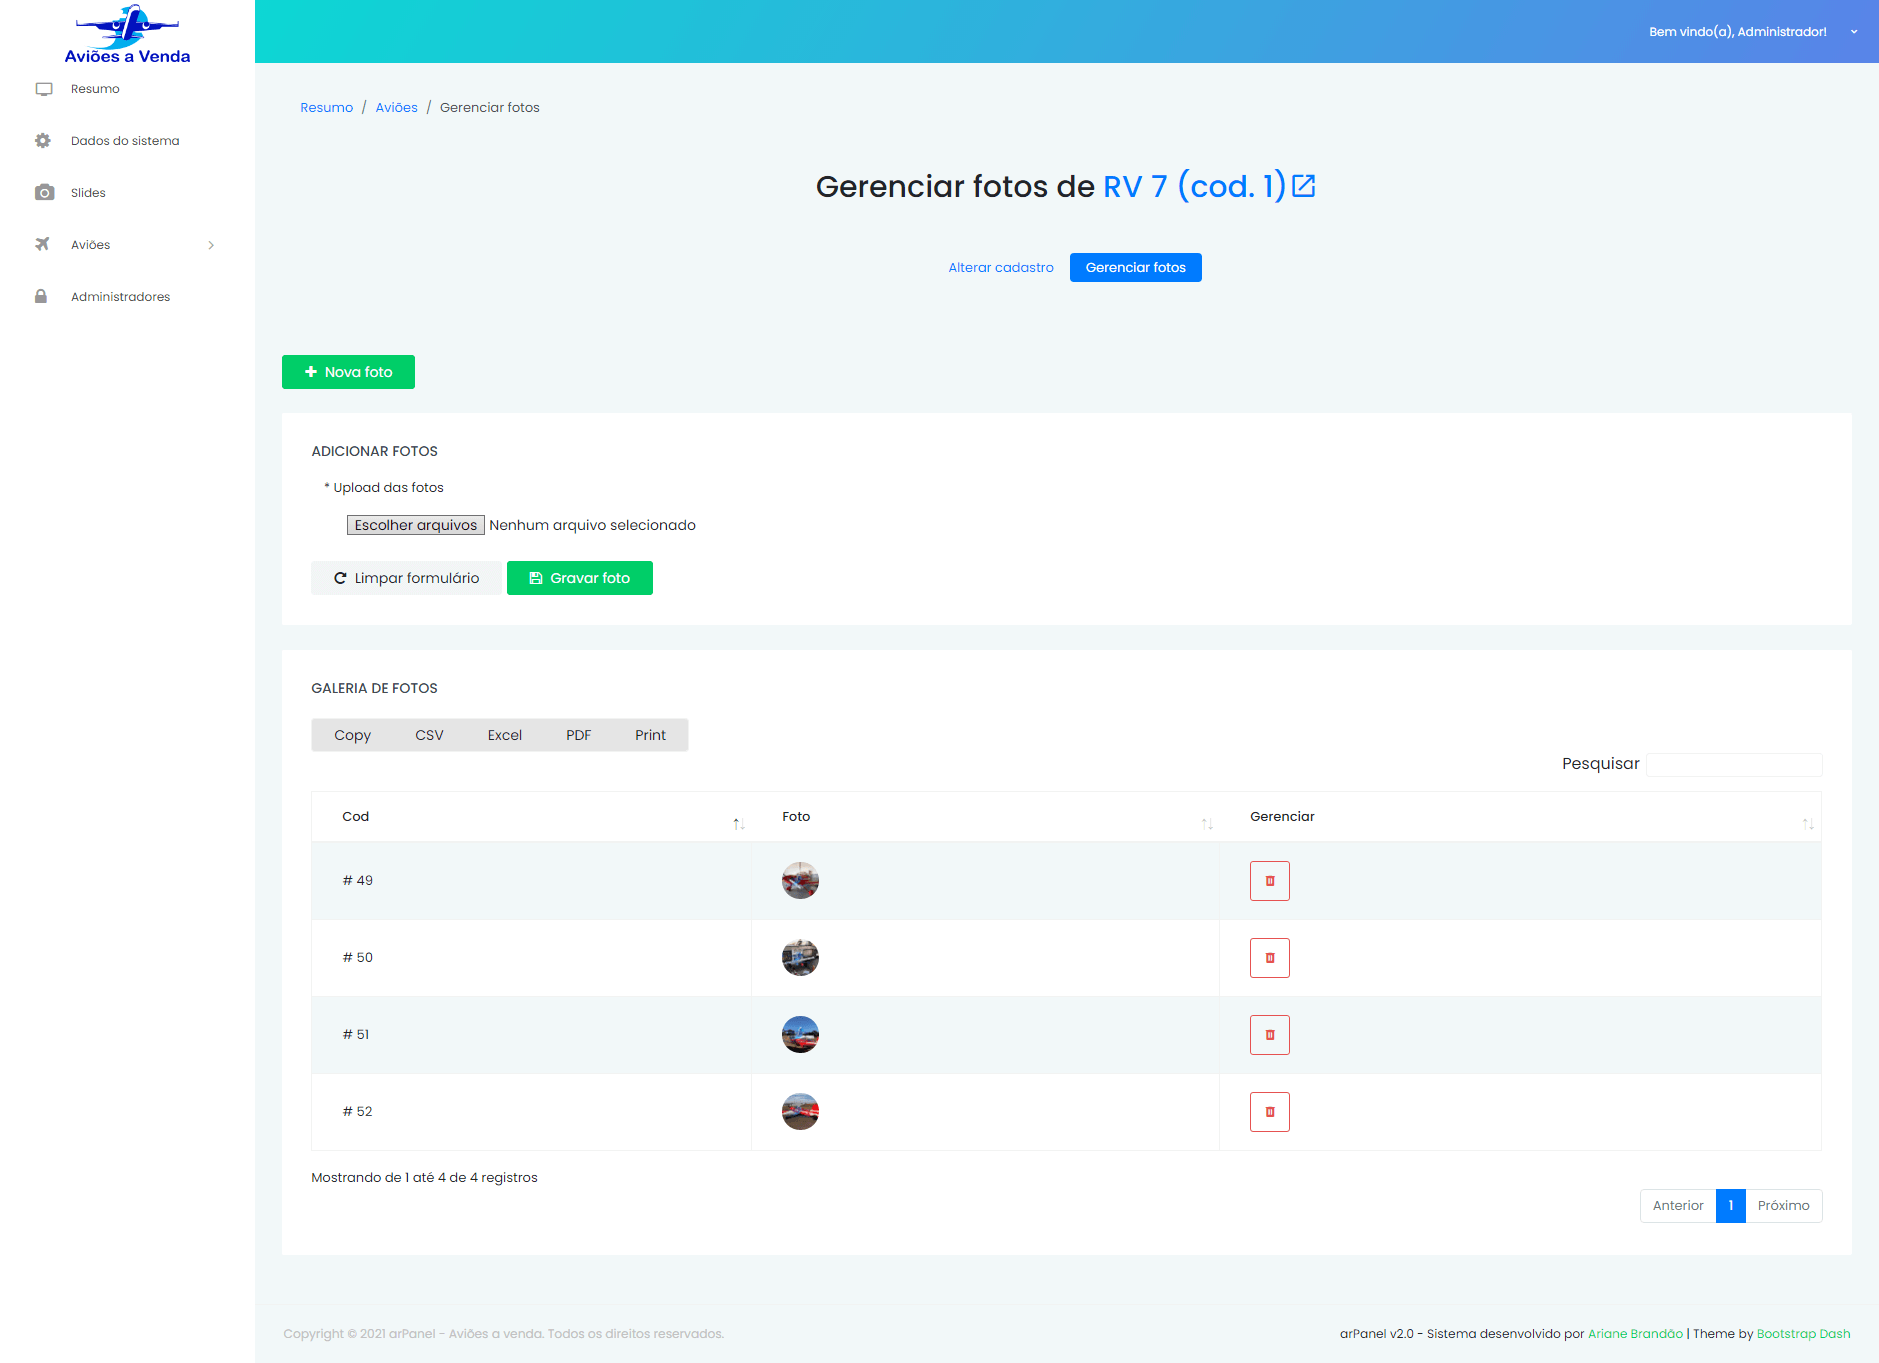 Aviões a Venda
Bem vindo(a), Administrador!
Resumo
Dados do sistema
Slides
Aviões
Administradores
Resumo / Aviões / Gerenciar fotos
Gerenciar fotos de RV 7 (cod. 1)
Alterar cadastro Gerenciar fotos
Nova foto
ADICIONAR FOTOS
* Upload das fotos
Escolher arquivos Nenhum arquivo selecionado
Limpar formulário Gravar foto
GALERIA DE FOTOS
Copy CSV Excel PDF Print
Pesquisar
Cod Foto Gerenciar
# 49
# 50
# 51
# 52
Mostrando de 1 até 4 de 4 registros
Anterior 1 Próximo
Copyright © 2021 arPanel - Aviões a venda. Todos os direitos reservados.
arPanel v2.0 - Sistema desenvolvido por Ariane Brandão | Theme by Bootstrap Dash